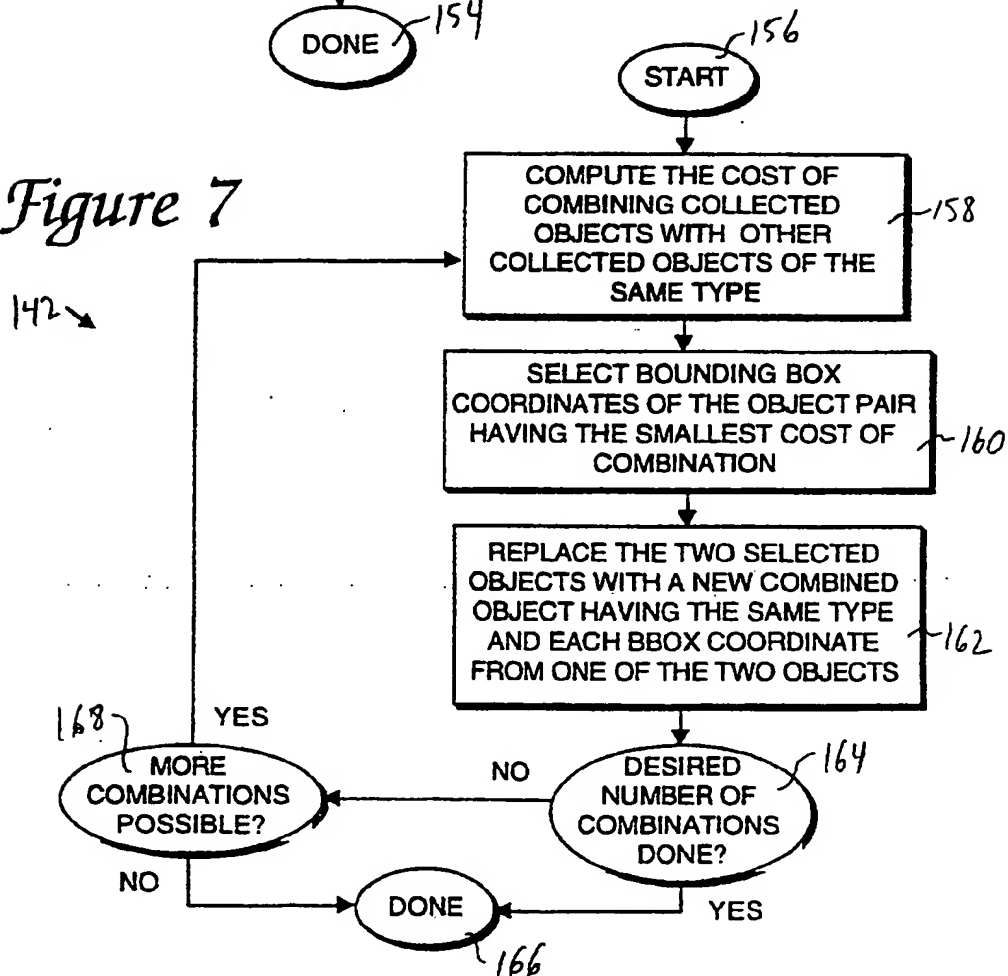 DONE
154
156
START
Figure 7
142
COMPUTE THE COST OF
COMBINING COLLECTED
OBJECTS WITH OTHER
COLLECTED OBJECTS OF THE
SAME TYPE
158
SELECT BOUNDING BOX
COORDINATES OF THE OBJECT PAIR
HAVING THE SMALLEST COST OF
COMBINATION
160
REPLACE THE TWO SELECTED
OBJECTS WITH A NEW COMBINED
OBJECT HAVING THE SAME TYPE
AND EACH BBOX COORDINATE
FROM ONE OF THE TWO OBJECTS
162
168
YES
MORE
COMBINATIONS
POSSIBLE?
NO
DESIRED
NUMBER OF
COMBINATIONS
DONE?
164
NO
DONE
YES
166